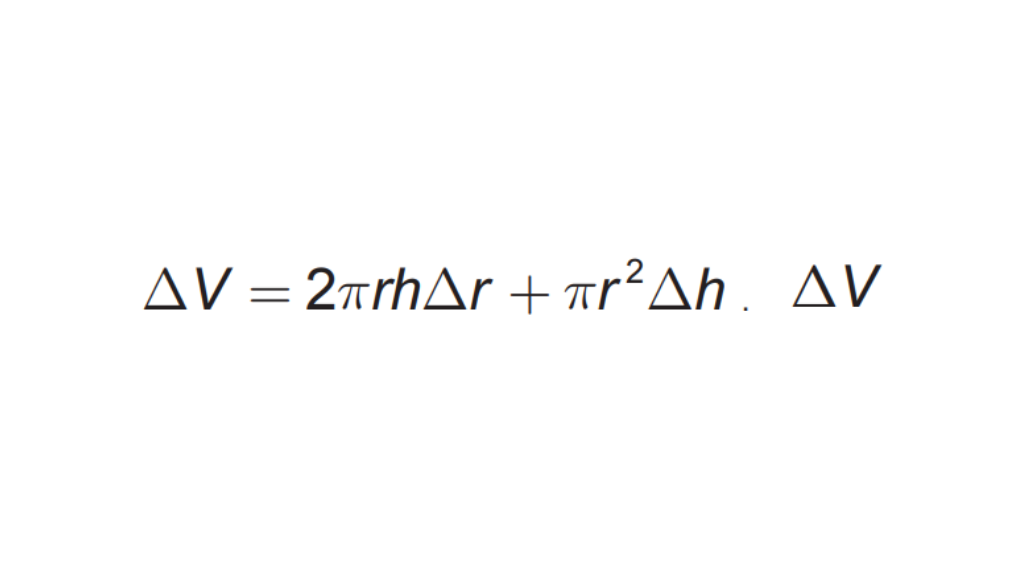 ΔV = 2πrhΔr + πr²Δh . ΔV